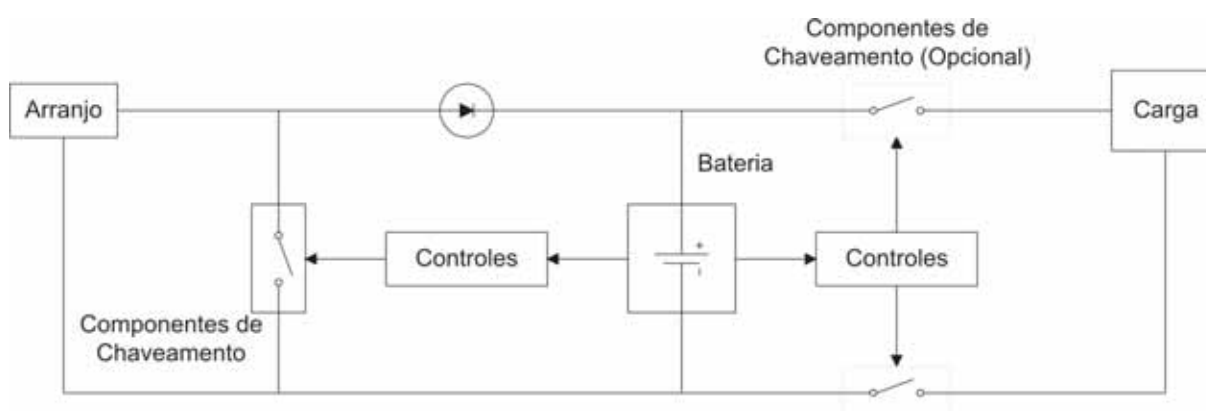 Componentes de
Chaveamento (Opcional)
Arranjo
Carga
Bateria
Controles
+
Controles
Componentes de
Chaveamento